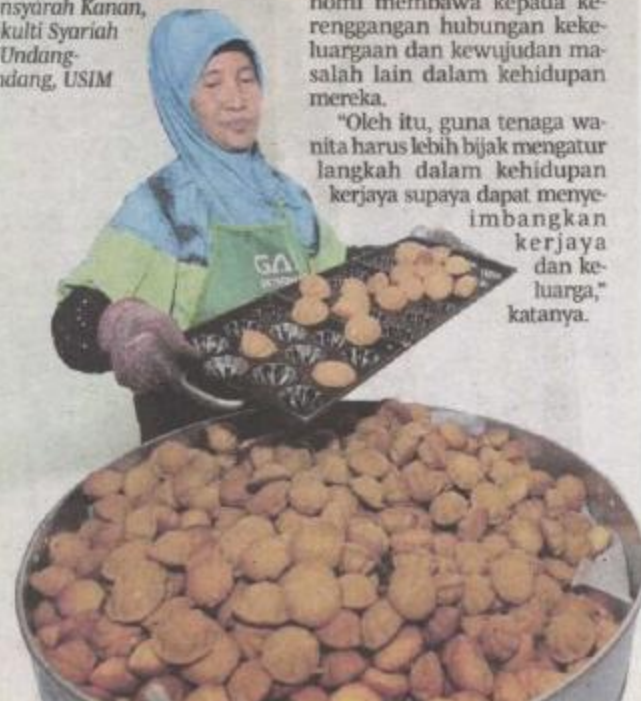 nsyarah Kanan,
kulti Syariah
Undang-
ndang, USIM
nomi membawa kepada ke-
renggangan hubungan keke-
luargaan dan kewujudan ma-
salah lain dalam kehidupan
mereka.
"Oleh itu, guna tenaga wa-
nita harus lebih bijak mengatur
langkah dalam kehidupan
kerjaya supaya dapat menye-
imbangkan
kerjaya
dan ke-
luarga,"
katanya.
GA